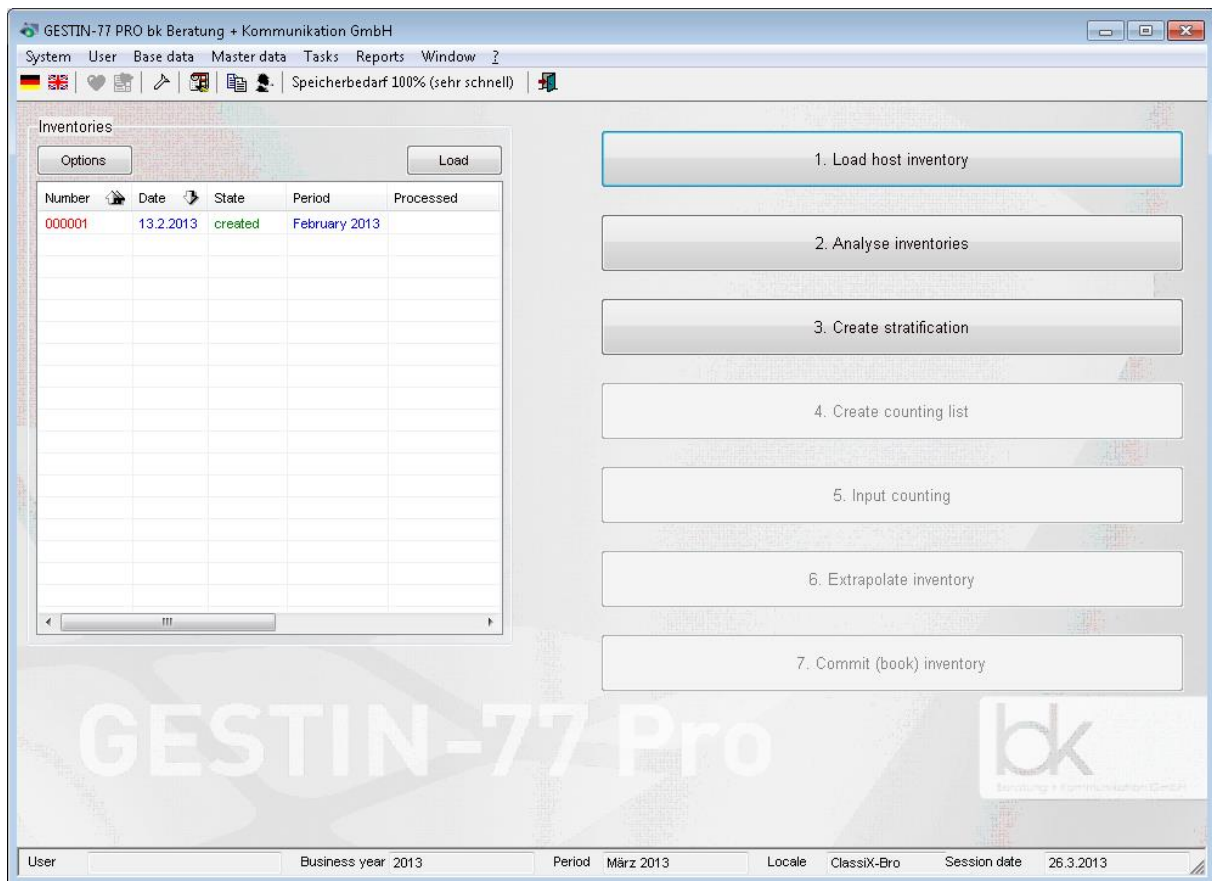 GESTIN-77 PRO bk Beratung + Kommunikation GmbH
System User Base data Master data Tasks Reports Window ?
Speicherbedarf 100% (sehr schnell)
Inventories
Options Load
Number Date State Period Processed
000001 13.2.2013 created February 2013
1. Load host inventory
2. Analyse inventories
3. Create stratification
4. Create counting list
5. Input counting
6. Extrapolate inventory
7. Commit (book) inventory
GESTIN-77 Pro
bk
Beratung + Kommunikation GmbH
User Business year 2013 Period März 2013 Locale ClassiX-Bro Session date 26.3.2013